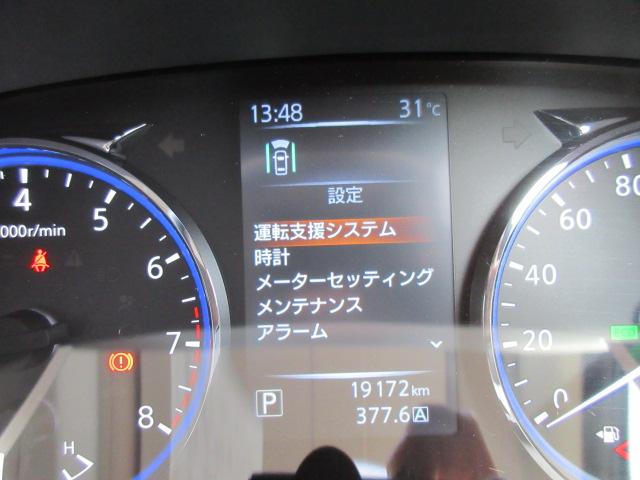 13:48 31℃
設定
運転支援システム
時計
メーターセッティング
メンテナンス
アラーム
P 19172km
377.6 A
4
5
6
7
8
000r/min
H
0
20
40
60
80